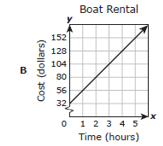 Boat Rental
y
B
Cost (dollars)
152
128
104
80
56
32
0 1 2 3 4 5 x
Time (hours)